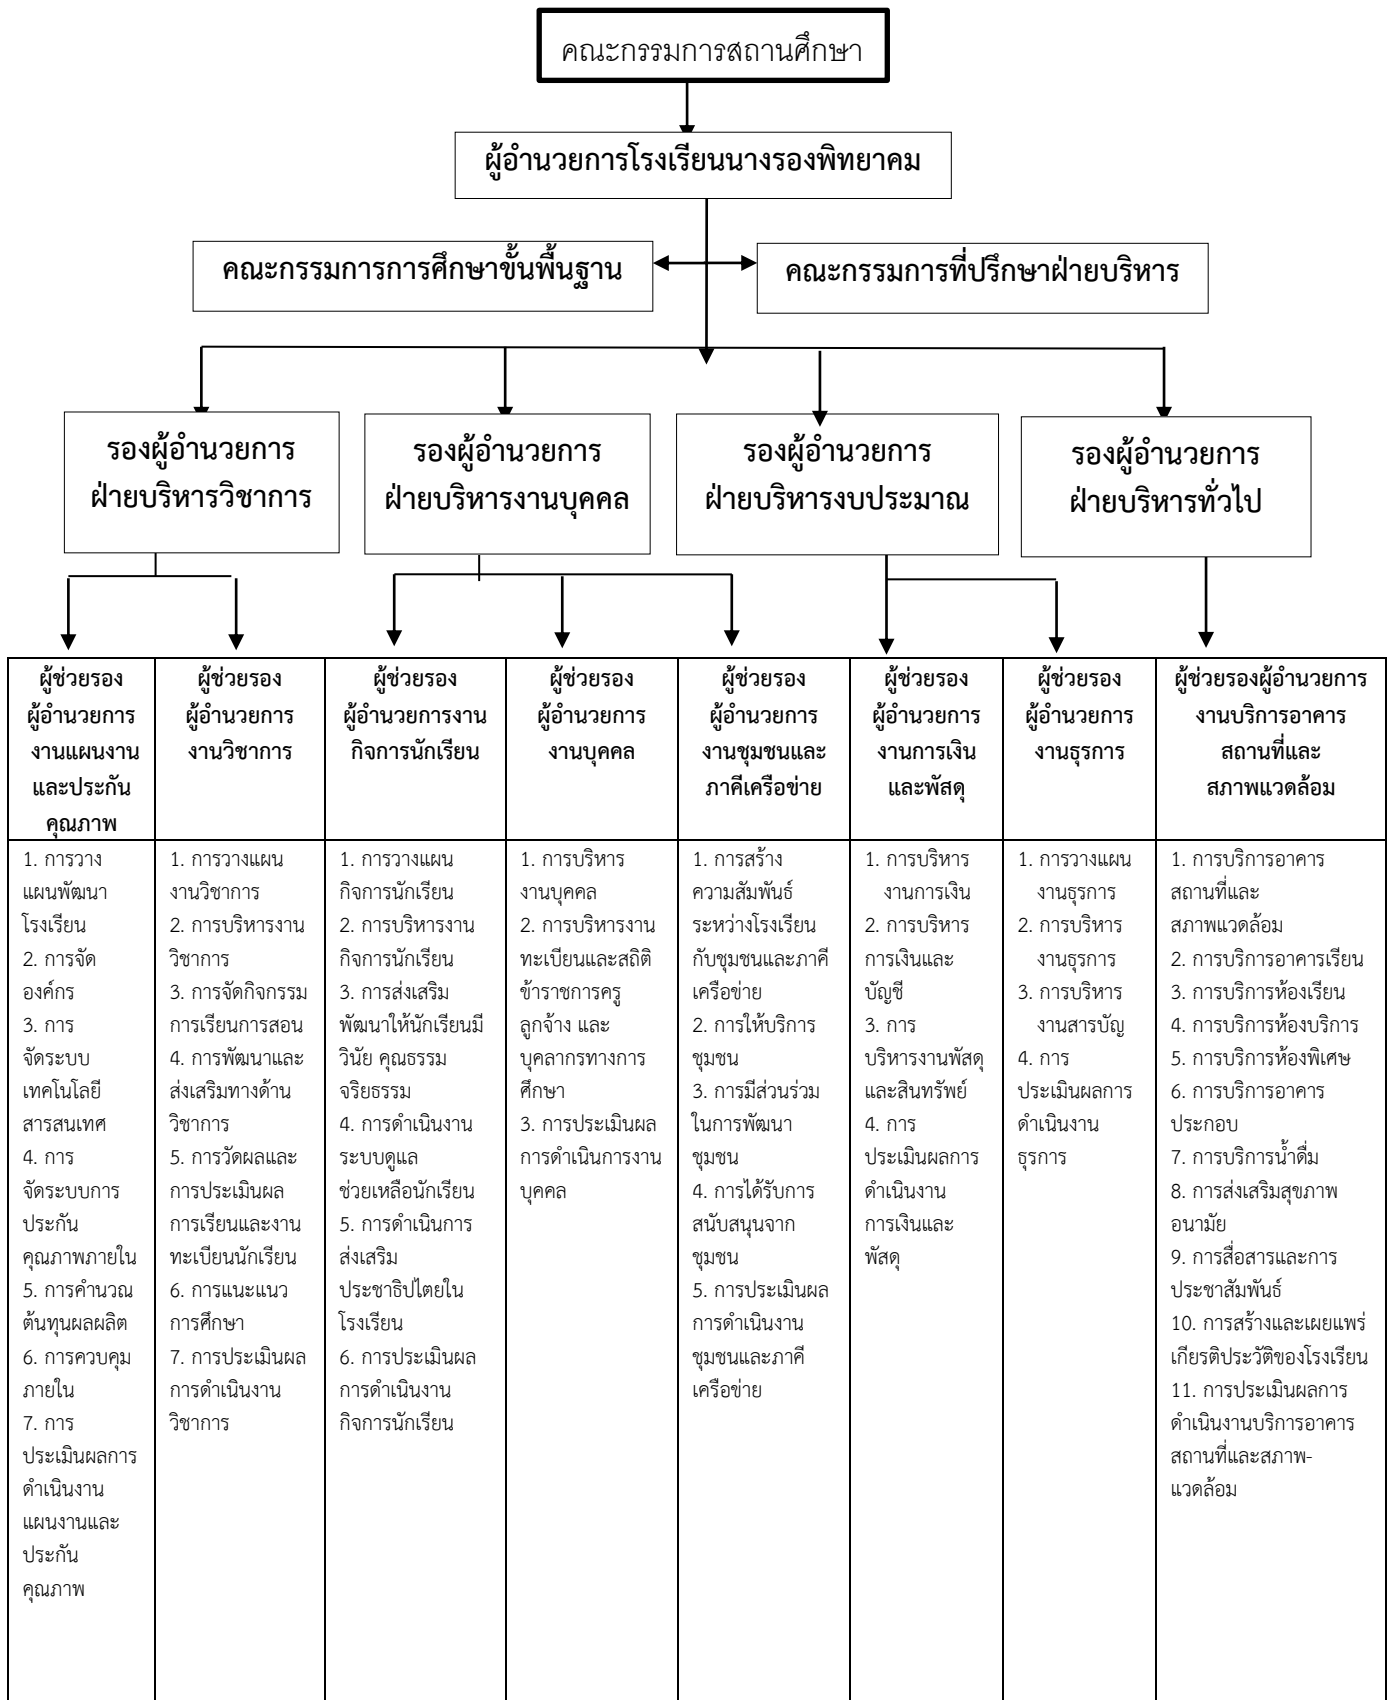 คณะกรรมการสถานศึกษา
ผู้อำนวยการโรงเรียนนางรองพิทยาคม
คณะกรรมการการศึกษาขั้นพื้นฐาน
คณะกรรมการที่ปรึกษาฝ่ายบริหาร
รองผู้อำนวยการ
ฝ่ายบริหารวิชาการ
รองผู้อำนวยการ
ฝ่ายบริหารงานบุคคล
รองผู้อำนวยการ
ฝ่ายบริหารงบประมาณ
รองผู้อำนวยการ
ฝ่ายบริหารทั่วไป
ผู้ช่วยรอง
ผู้อำนวยการ
งานแผนงาน
และประกัน
คุณภาพ
ผู้ช่วยรอง
ผู้อำนวยการ
งานวิชาการ
ผู้ช่วยรอง
ผู้อำนวยการงาน
กิจการนักเรียน
ผู้ช่วยรอง
ผู้อำนวยการ
งานบุคคล
ผู้ช่วยรอง
ผู้อำนวยการ
งานชุมชนและ
ภาคีเครือข่าย
ผู้ช่วยรอง
ผู้อำนวยการ
งานการเงิน
และพัสดุ
ผู้ช่วยรอง
ผู้อำนวยการ
งานธุรการ
ผู้ช่วยรองผู้อำนวยการ
งานบริการอาคาร
สถานที่และ
สภาพแวดล้อม
1. การวาง
แผนพัฒนา
โรงเรียน
2. การจัด
องค์กร
3. การ
จัดระบบ
เทคโนโลยี
สารสนเทศ
4. การ
จัดระบบการ
ประกัน
คุณภาพภายใน
5. การคำนวณ
ต้นทุนผลผลิต
6. การควบคุม
ภายใน
7. การ
ประเมินผลการ
ดำเนินงาน
แผนงานและ
ประกัน
คุณภาพ
1. การวางแผน
งานวิชาการ
2. การบริหารงาน
วิชาการ
3. การจัดกิจกรรม
การเรียนการสอน
4. การพัฒนาและ
ส่งเสริมทางด้าน
วิชาการ
5. การวัดผลและ
การประเมินผล
การเรียนและงาน
ทะเบียนนักเรียน
6. การแนะแนว
การศึกษา
7. การประเมินผล
การดำเนินงาน
วิชาการ
1. การวางแผน
กิจการนักเรียน
2. การบริหารงาน
กิจการนักเรียน
3. การส่งเสริม
พัฒนาให้นักเรียนมี
วินัย คุณธรรม
จริยธรรม
4. การดำเนินงาน
ระบบดูแล
ช่วยเหลือนักเรียน
5. การดำเนินการ
ส่งเสริม
ประชาธิปไตยใน
โรงเรียน
6. การประเมินผล
การดำเนินงาน
กิจการนักเรียน
1. การบริหาร
งานบุคคล
2. การบริหารงาน
ทะเบียนและสถิติ
ข้าราชการครู
ลูกจ้าง และ
บุคลากรทางการ
ศึกษา
3. การประเมินผล
การดำเนินการงาน
บุคคล
1. การสร้าง
ความสัมพันธ์
ระหว่างโรงเรียน
กับชุมชนและภาคี
เครือข่าย
2. การให้บริการ
ชุมชน
3. การมีส่วนร่วม
ในการพัฒนา
ชุมชน
4. การได้รับการ
สนับสนุนจาก
ชุมชน
5. การประเมินผล
การดำเนินงาน
ชุมชนและภาคี
เครือข่าย
1. การบริหาร
งานการเงิน
2. การบริหาร
การเงินและ
บัญชี
3. การ
บริหารงานพัสดุ
และสินทรัพย์
4. การ
ประเมินผลการ
ดำเนินงาน
การเงินและ
พัสดุ
1. การวางแผน
งานธุรการ
2. การบริหาร
งานธุรการ
3. การบริหาร
งานสารบัญ
4. การ
ประเมินผลการ
ดำเนินงาน
ธุรการ
1. การบริการอาคาร
สถานที่และ
สภาพแวดล้อม
2. การบริการอาคารเรียน
3. การบริการห้องเรียน
4. การบริการห้องบริการ
5. การบริการห้องพิเศษ
6. การบริการอาคาร
ประกอบ
7. การบริการน้ำดื่ม
8. การส่งเสริมสุขภาพ
อนามัย
9. การสื่อสารและการ
ประชาสัมพันธ์
10. การสร้างและเผยแพร่
เกียรติประวัติของโรงเรียน
11. การประเมินผลการ
ดำเนินงานบริการอาคาร
สถานที่และสภาพ-
แวดล้อม